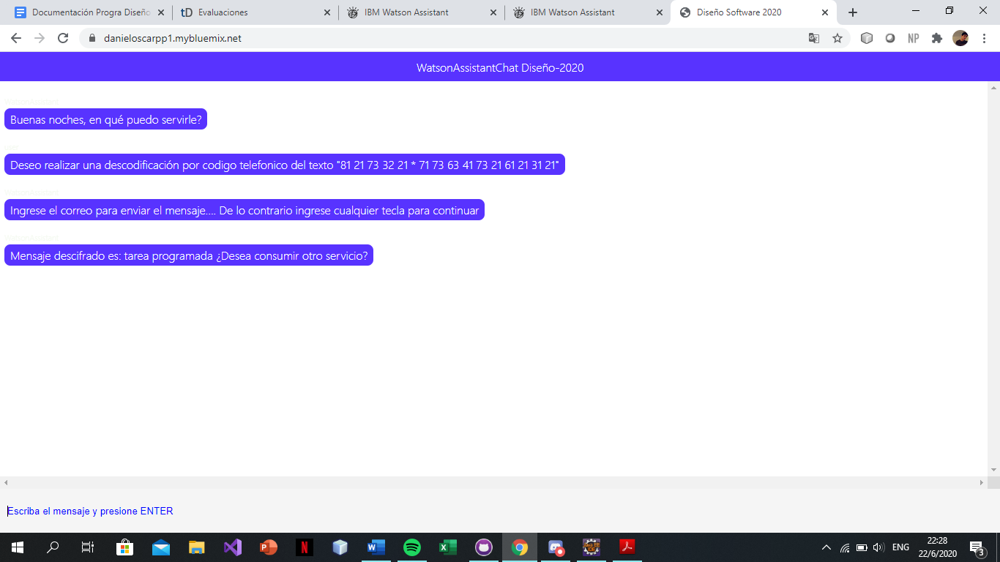 Documentación Progra Diseño
tD Evaluaciones
IBM Watson Assistant
IBM Watson Assistant
Diseño Software 2020
danieloscarpp1.mybluemix.net
NP
WatsonAssistantChat Diseño-2020
Buenas noches, en qué puedo servirle?
Deseo realizar una descodificación por codigo telefonico del texto "81 21 73 32 21 * 71 73 63 41 73 21 61 21 31 21"
Ingrese el correo para enviar el mensaje.... De lo contrario ingrese cualquier tecla para continuar
Mensaje descifrado es: tarea programada ¿Desea consumir otro servicio?
Escriba el mensaje y presione ENTER
ENG
22:28
22/6/2020
3